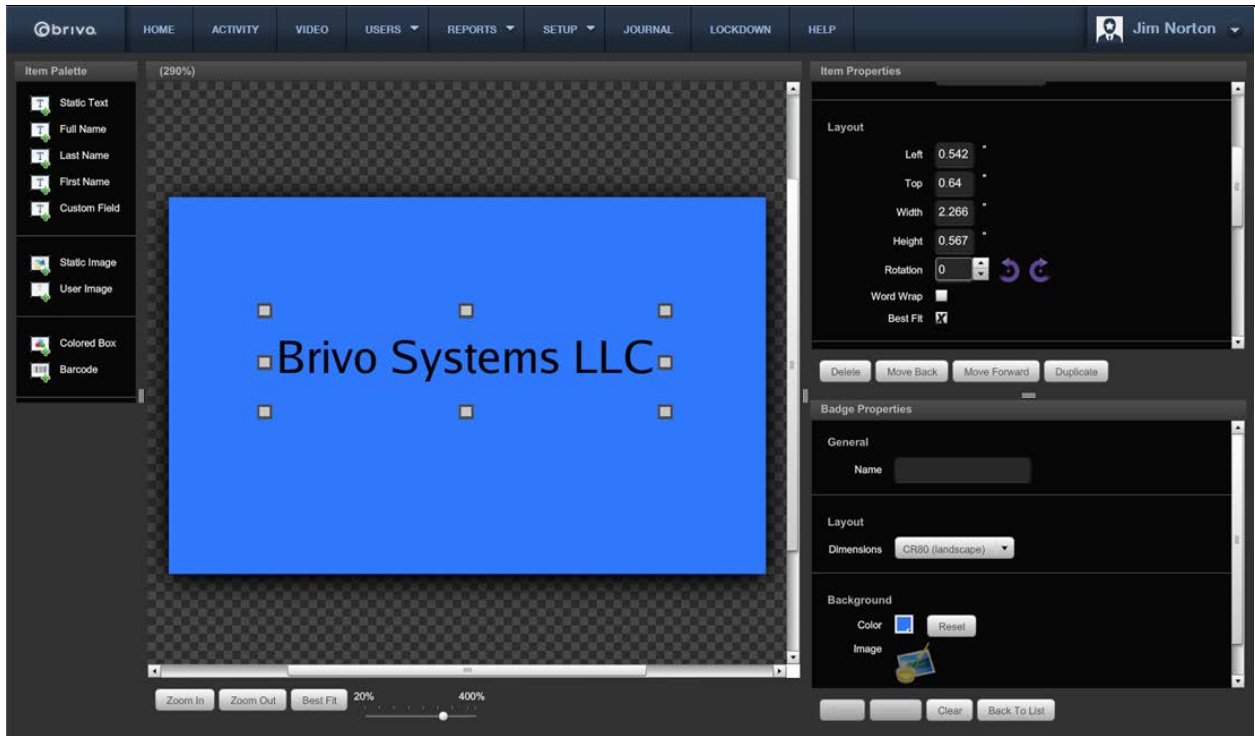 brivo.
HOME ACTIVITY VIDEO USERS REPORTS SETUP JOURNAL LOCKDOWN HELP
Jim Norton
Item Palette
Static Text
Full Name
Last Name
First Name
Custom Field
Static Image
User Image
Colored Box
Barcode
(290%)
Brivo Systems LLC
Zoom In Zoom Out Best Fit 20% 400%
Item Properties
Layout
Left 0.542 "
Top 0.64 "
Width 2.266 "
Height 0.567 "
Rotation 0
Word Wrap
Best Fit X
Delete Move Back Move Forward Duplicate
Badge Properties
General
Name
Layout
Dimensions CR80 (landscape)
Background
Color Reset
Image
Clear Back To List